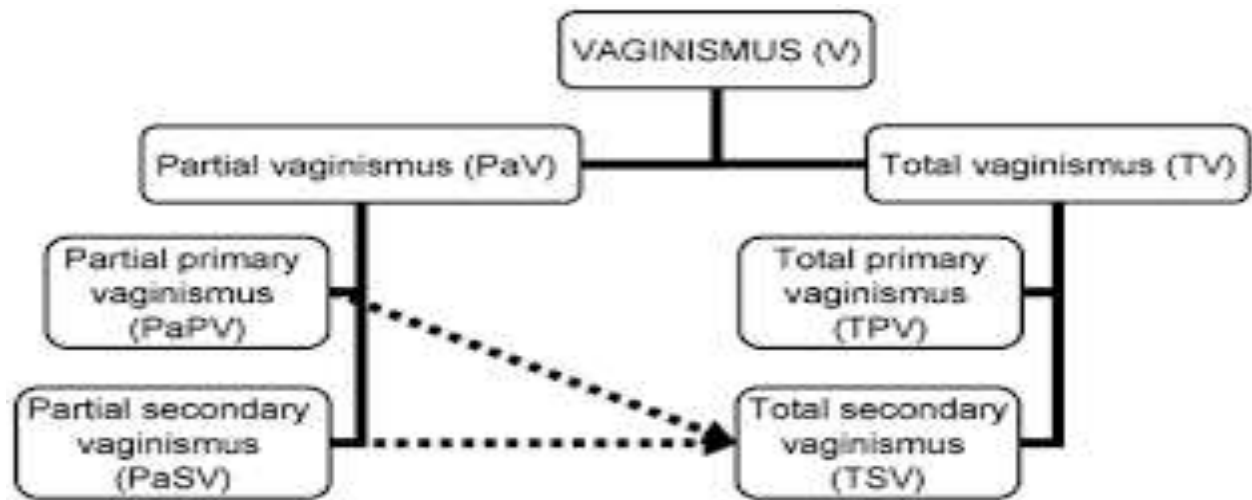 VAGINISMUS (V)
Partial vaginismus (PaV)
Total vaginismus (TV)
Partial primary
vaginismus
(PaPV)
Total primary
vaginismus
(TPV)
Partial secondary
vaginismus
(PaSV)
Total secondary
vaginismus
(TSV)